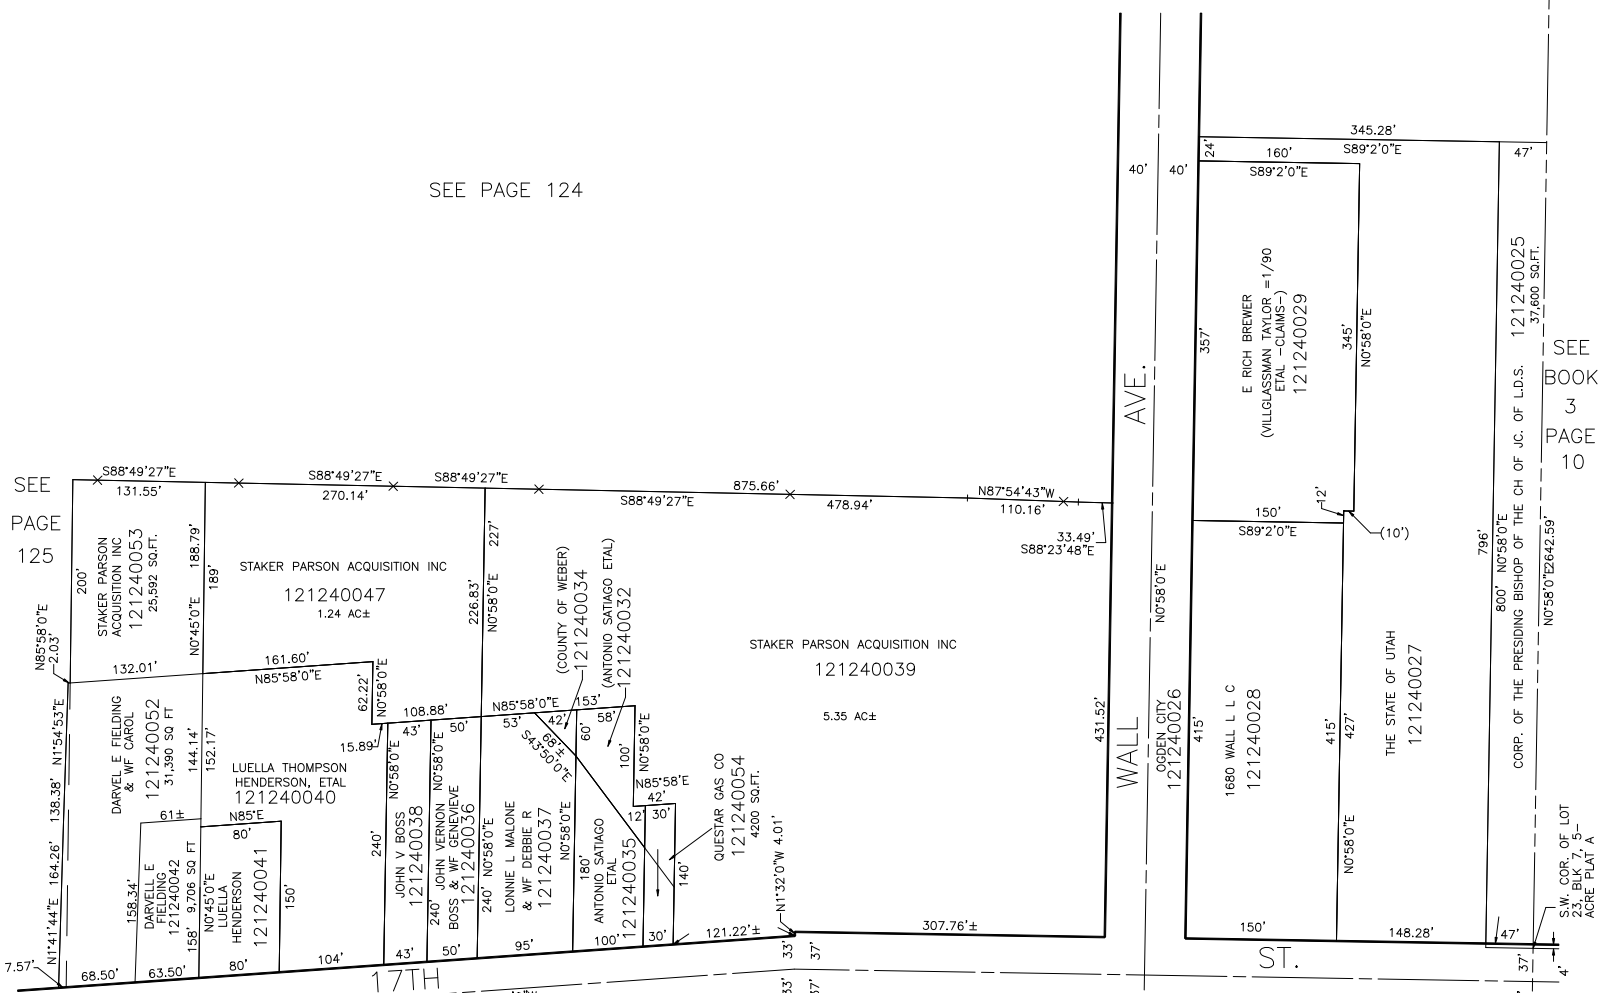 SEE PAGE 124
345.28'
S89°2'0"E
47'
24'
160'
S89°2'0"E
40'
40'
357'
E RICH BREWER
(VILLGLASSMAN TAYLOR =1/90
ETAL -CLAIMS-)
121240029
345'
N0°58'0"E
12'
(10')
150'
S89°2'0"E
CORP. OF THE PRESIDING BISHOP OF THE CH OF JC. OF L.D.S.
121240025
37,600 SQ.FT.
796'
800' N0°58'0"E
N0°58'0"E
2642.59'
SEE
BOOK
3
PAGE
10
SEE
PAGE
125
S88°49'27"E
131.55'
S88°49'27"E
270.14'
S88°49'27"E
875.66'
S88°49'27"E
478.94'
N87°54'43"W
110.16'
33.49'
S88°23'48"E
200'
STAKER PARSON
ACQUISITION INC
121240053
25,592 SQ.FT.
188.79'
189'
N0°45'0"E
STAKER PARSON ACQUISITION INC
121240047
1.24 AC±
227'
226.83'
N0°58'0"E
(COUNTY OF WEBER)
121240034
(ANTONIO SATIAGO ETAL)
121240032
STAKER PARSON ACQUISITION INC
121240039
5.35 AC±
431.52'
WALL AVE.
N0°58'0"E
OGDEN CITY
121240026
415'
1680 WALL L L C
121240028
415'
427'
N0°58'0"E
THE STATE OF UTAH
121240027
N85°58'0"E
2.03'
132.01'
161.60'
N85°58'0"E
62.22'
N0°58'0"E
15.89'
108.88'
43'
50'
N85°58'0"E
53'
42'
153'
58'
68'±
S43°50'0"E
60'
100'
N0°58'0"E
N85°58'E
42'
12'
30'
N1°54'53"E
138.38'
164.26'
N1°41'44"E
DARVEL E FIELDING
& WF CAROL
121240052
31,390 SQ FT
144.14'
152.17'
LUELLA THOMPSON
HENDERSON, ETAL
121240040
61±
N85°E
80'
158.34'
DARVELL E
FIELDING
121240042
9,706 SQ FT
158'
N0°45'0"E
LUELLA
HENDERSON
121240041
150'
240'
N0°58'0"E
JOHN V BOSS
121240038
N0°58'0"E
240'
JOHN VERNON
BOSS & WF GENEVIEVE
121240036
240' N0°58'0"E
LONNIE L MALONE
& WF DEBBIE R
121240037
N0°58'0"E
180'
ANTONIO SATIAGO
ETAL
121240035
140'
QUESTAR GAS CO
121240054
4200 SQ.FT.
N1°32'0"W 4.01'
7.57'
68.50'
63.50'
80'
104'
43'
50'
95'
100'
30'
121.22'±
33'
37'
307.76'±
150'
148.28'
47'
37'
4'
S.W. COR. OF LOT
23, BLK 7, 5-
ACRE PLAT A
17TH ST.
33'
37'